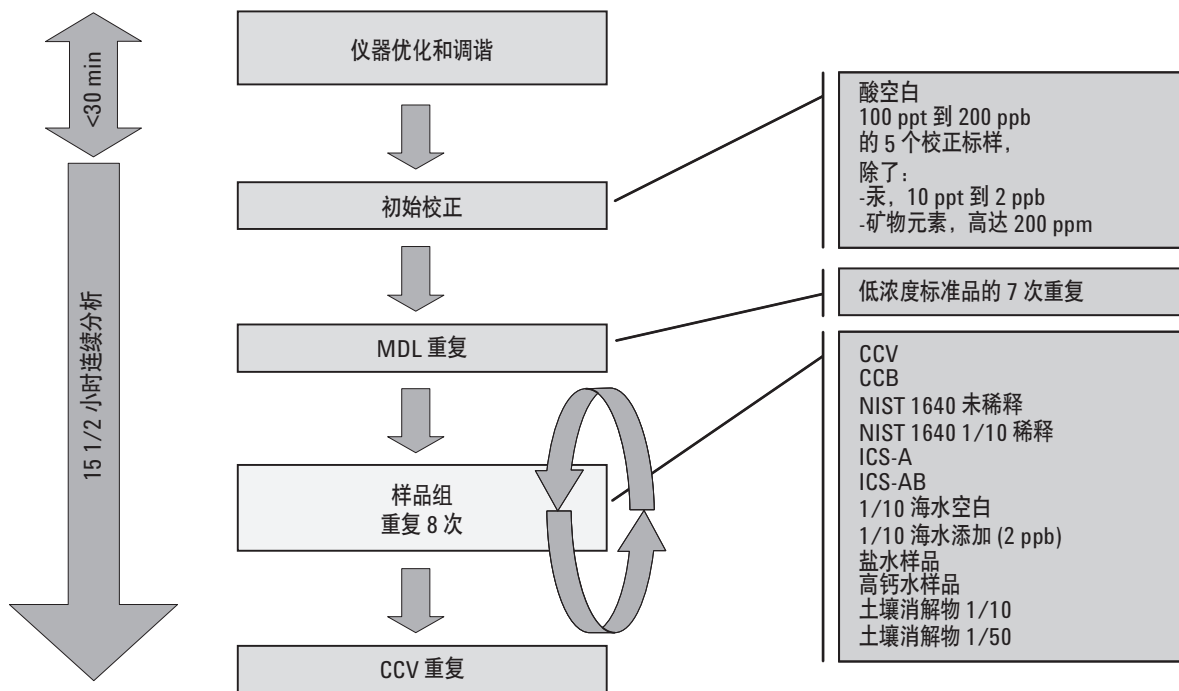 <30 min
15 1/2 小时连续分析
仪器优化和调谐
初始校正
MDL 重复
样品组
重复 8 次
CCV 重复
酸空白
100 ppt 到 200 ppb
的 5 个校正标样，
除了：
-汞，10 ppt 到 2 ppb
-矿物元素，高达 200 ppm
低浓度标准品的 7 次重复
CCV
CCB
NIST 1640 未稀释
NIST 1640 1/10 稀释
ICS-A
ICS-AB
1/10 海水空白
1/10 海水添加 (2 ppb)
盐水样品
高钙水样品
土壤消解物 1/10
土壤消解物 1/50